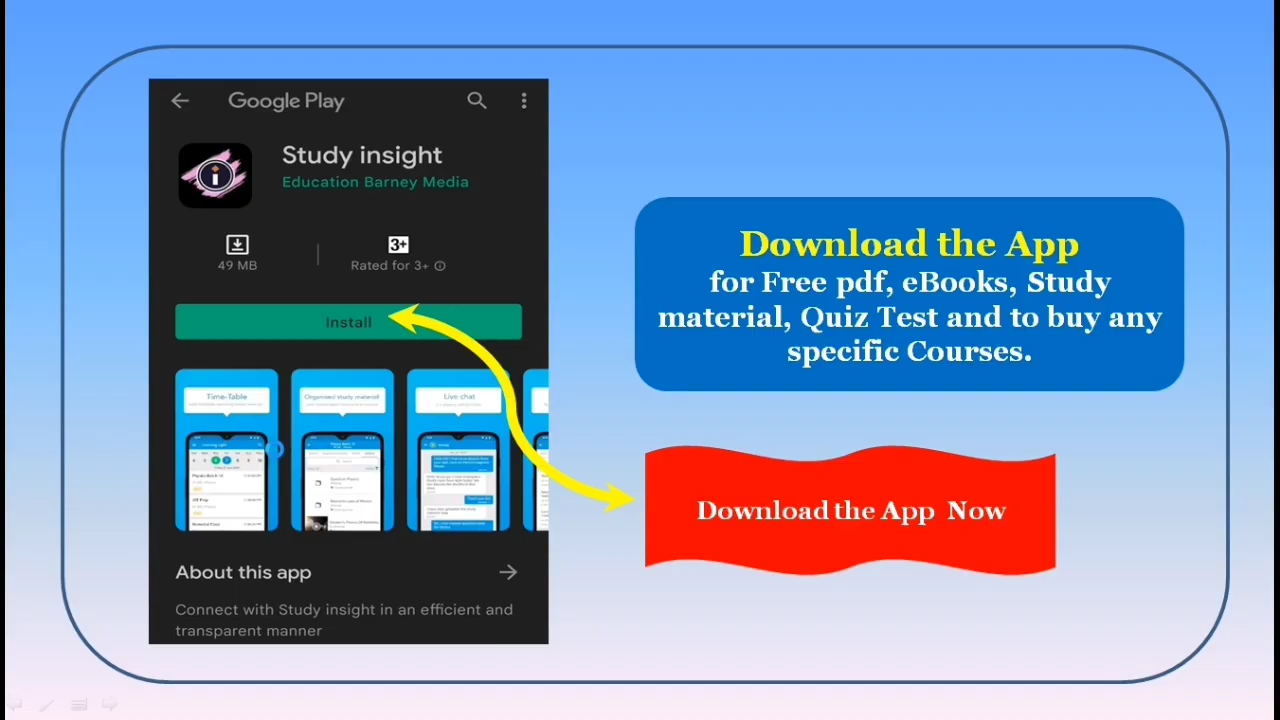 Google Play
Study insight
Education Barney Media
3+
49 MB
Rated for 3+
Install
Time-Table
Organised study material
Live chat
About this app
Connect with Study insight in an efficient and
transparent manner
Download the App
for Free pdf, eBooks, Study
material, Quiz Test and to buy any
specific Courses.
Download the App Now